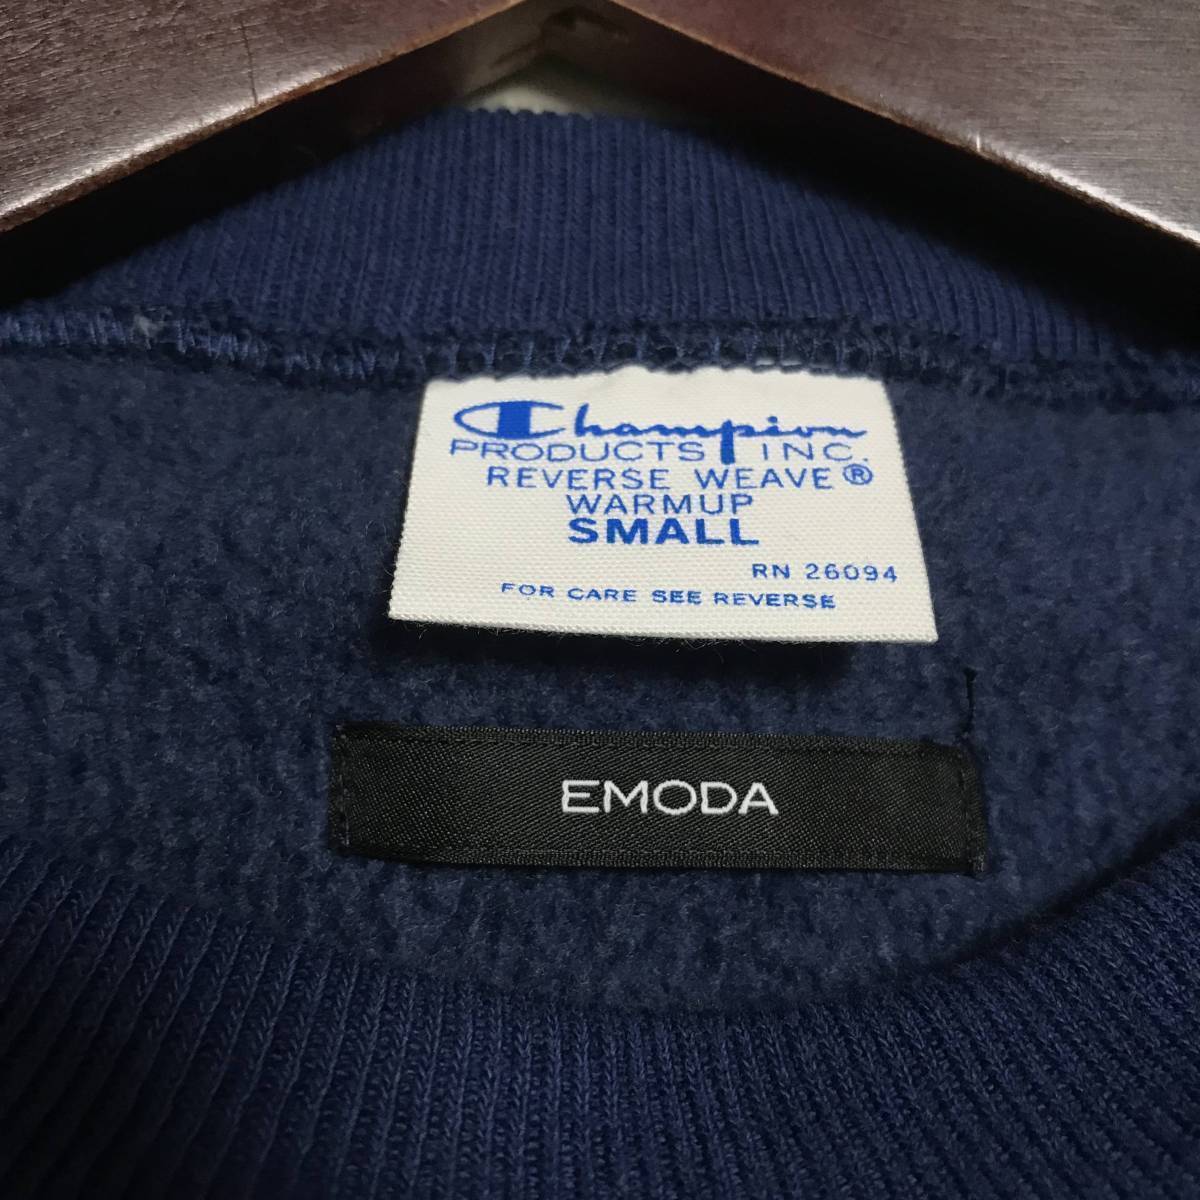 Champion
PRODUCTS INC.
REVERSE WEAVE®
WARMUP
SMALL
RN 26094
FOR CARE SEE REVERSE
EMODA